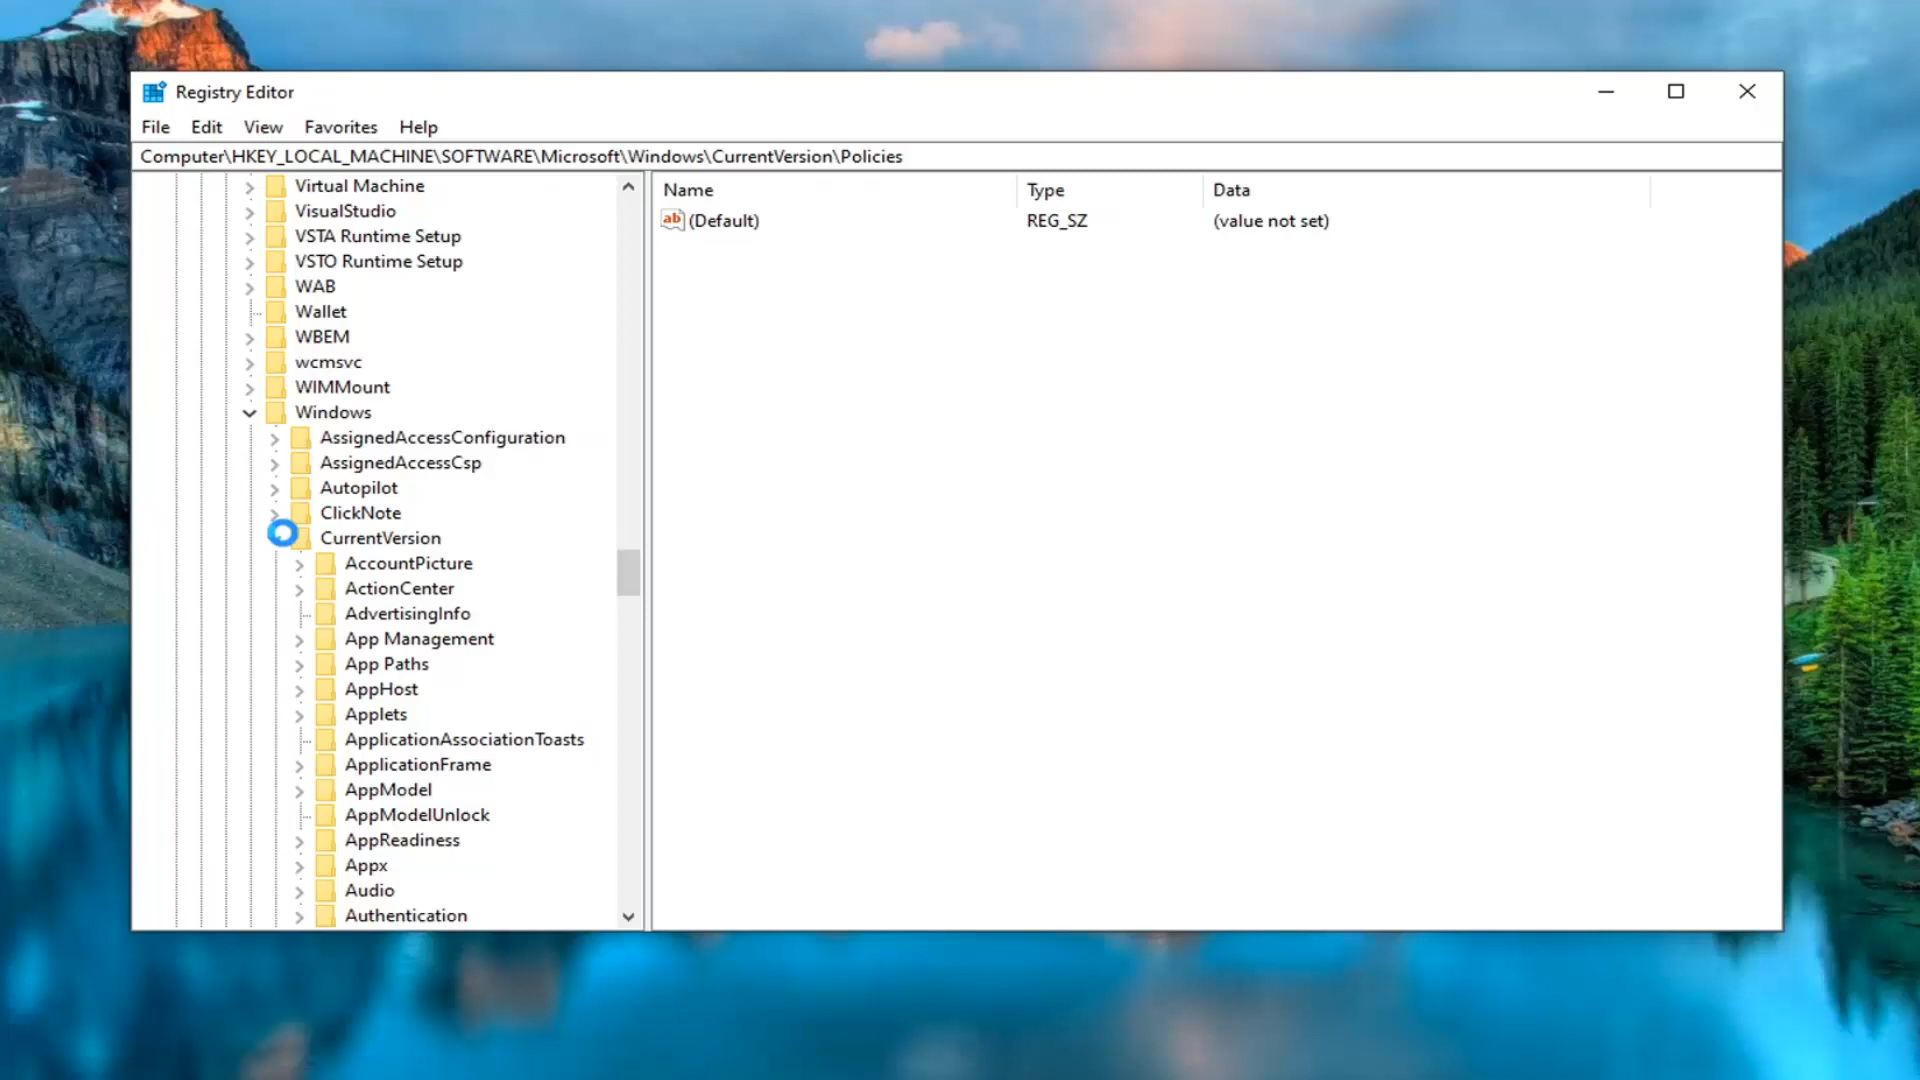 Registry Editor
File Edit View Favorites Help
Computer\HKEY_LOCAL_MACHINE\SOFTWARE\Microsoft\Windows\CurrentVersion\Policies
Virtual Machine
VisualStudio
VSTA Runtime Setup
VSTO Runtime Setup
WAB
Wallet
WBEM
wcmsvc
WIMMount
Windows
AssignedAccessConfiguration
AssignedAccessCsp
Autopilot
ClickNote
CurrentVersion
AccountPicture
ActionCenter
AdvertisingInfo
App Management
App Paths
AppHost
Applets
ApplicationAssociationToasts
ApplicationFrame
AppModel
AppModelUnlock
AppReadiness
Appx
Audio
Authentication
Name Type Data
ab (Default) REG_SZ (value not set)